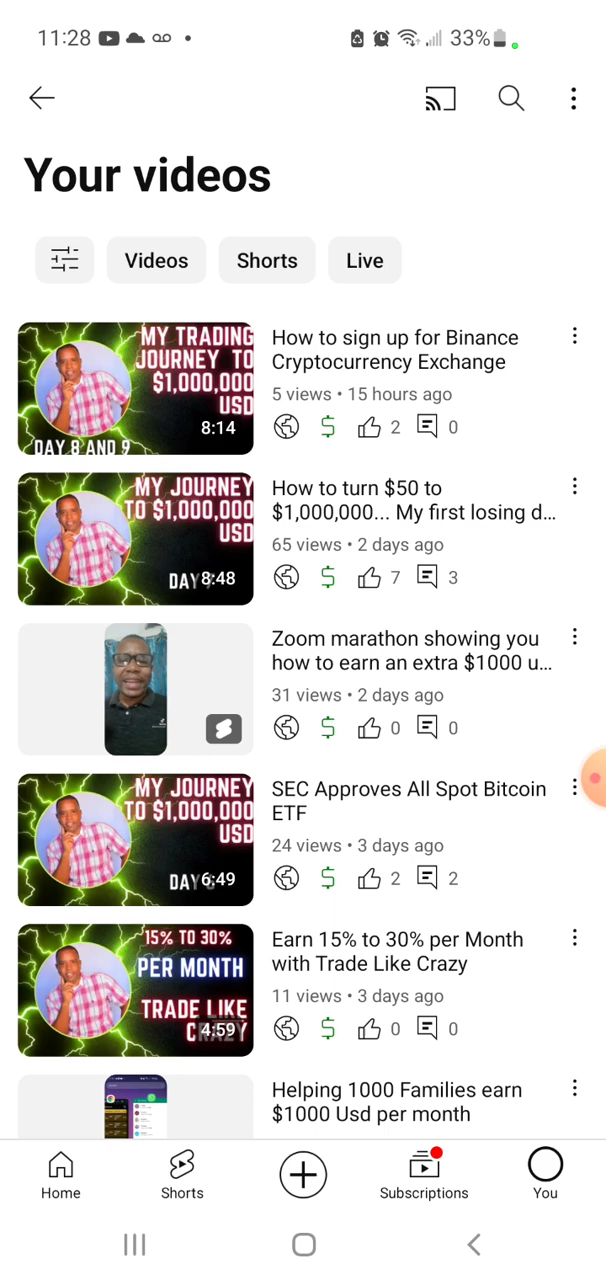 11:28
33%
Your videos
Videos
Shorts
Live
MY TRADING
JOURNEY TO
$1,000,000
USD
8:14
DAY 8 AND 9
How to sign up for Binance
Cryptocurrency Exchange
5 views • 15 hours ago
2
0
MY JOURNEY
TO $1,000,000
USD
DAY
8:48
How to turn $50 to
$1,000,000... My first losing d...
65 views • 2 days ago
7
3
Zoom marathon showing you
how to earn an extra $1000 u...
31 views • 2 days ago
0
0
MY JOURNEY
TO $1,000,000
USD
DAY
6:49
SEC Approves All Spot Bitcoin
ETF
24 views • 3 days ago
2
2
15% TO 30%
PER MONTH
TRADE LIKE
CRAZY
4:59
Earn 15% to 30% per Month
with Trade Like Crazy
11 views • 3 days ago
0
0
Helping 1000 Families earn
$1000 Usd per month
Home
Shorts
Subscriptions
You